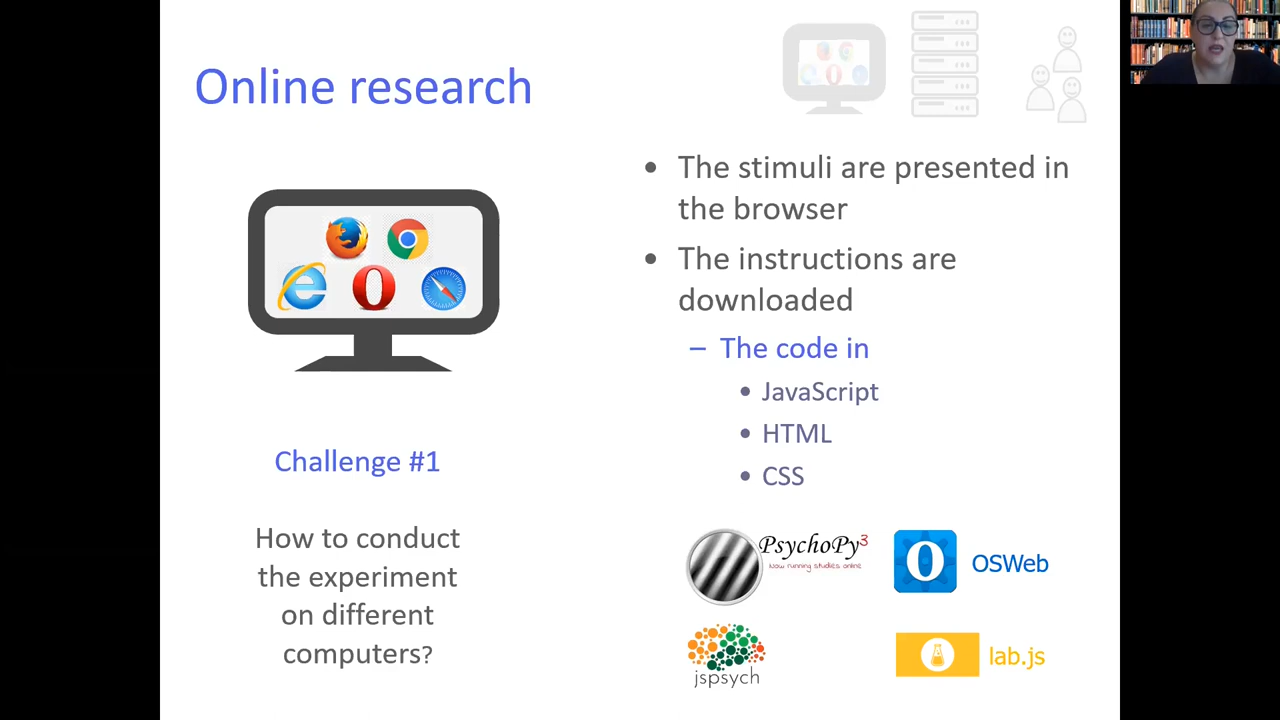 Online research
• The stimuli are presented in
the browser
• The instructions are
downloaded
– The code in
• JavaScript
• HTML
• CSS
Challenge #1
How to conduct
the experiment
on different
computers?
PsychoPy3
Now running studies online
OSWeb
jspsych
lab.js